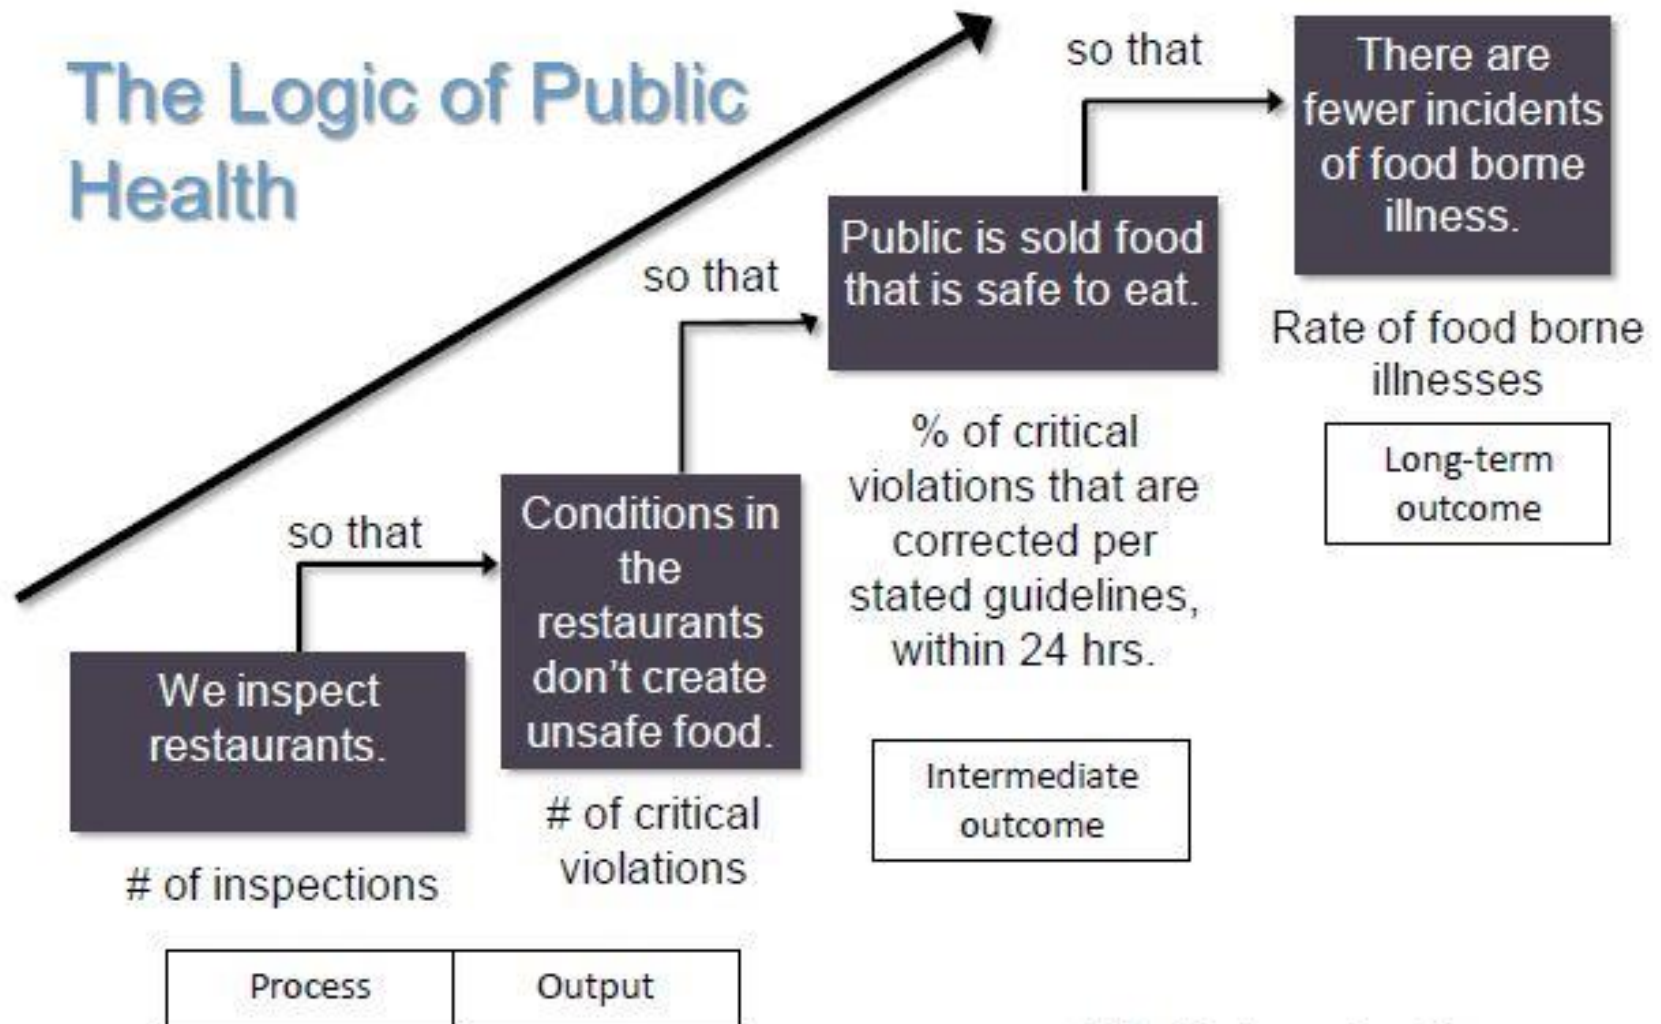 The Logic of Public
Health
We inspect
restaurants.
# of inspections
so that
Conditions in
the
restaurants
don't create
unsafe food.
# of critical
violations
so that
Public is sold food
that is safe to eat.
% of critical
violations that are
corrected per
stated guidelines,
within 24 hrs.
so that
There are
fewer incidents
of food borne
illness.
Rate of food borne
illnesses
Process
Output
Intermediate
outcome
Long-term
outcome